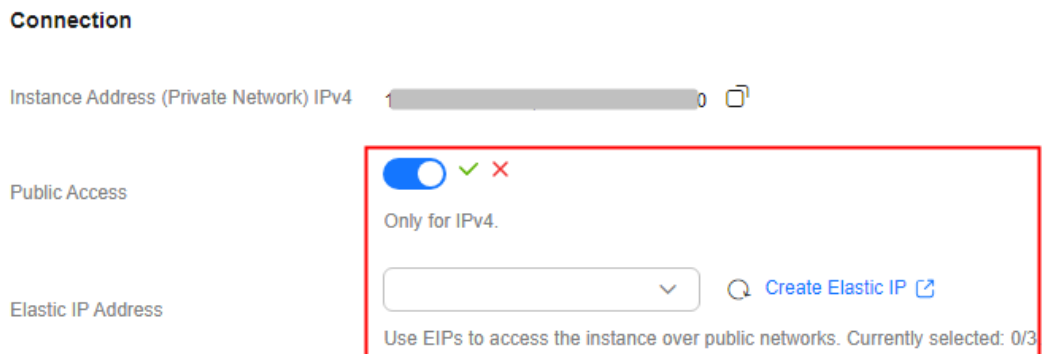 Connection
Instance Address (Private Network) IPv4
Public Access
Only for IPv4.
Elastic IP Address
Create Elastic IP
Use EIPs to access the instance over public networks. Currently selected: 0/3